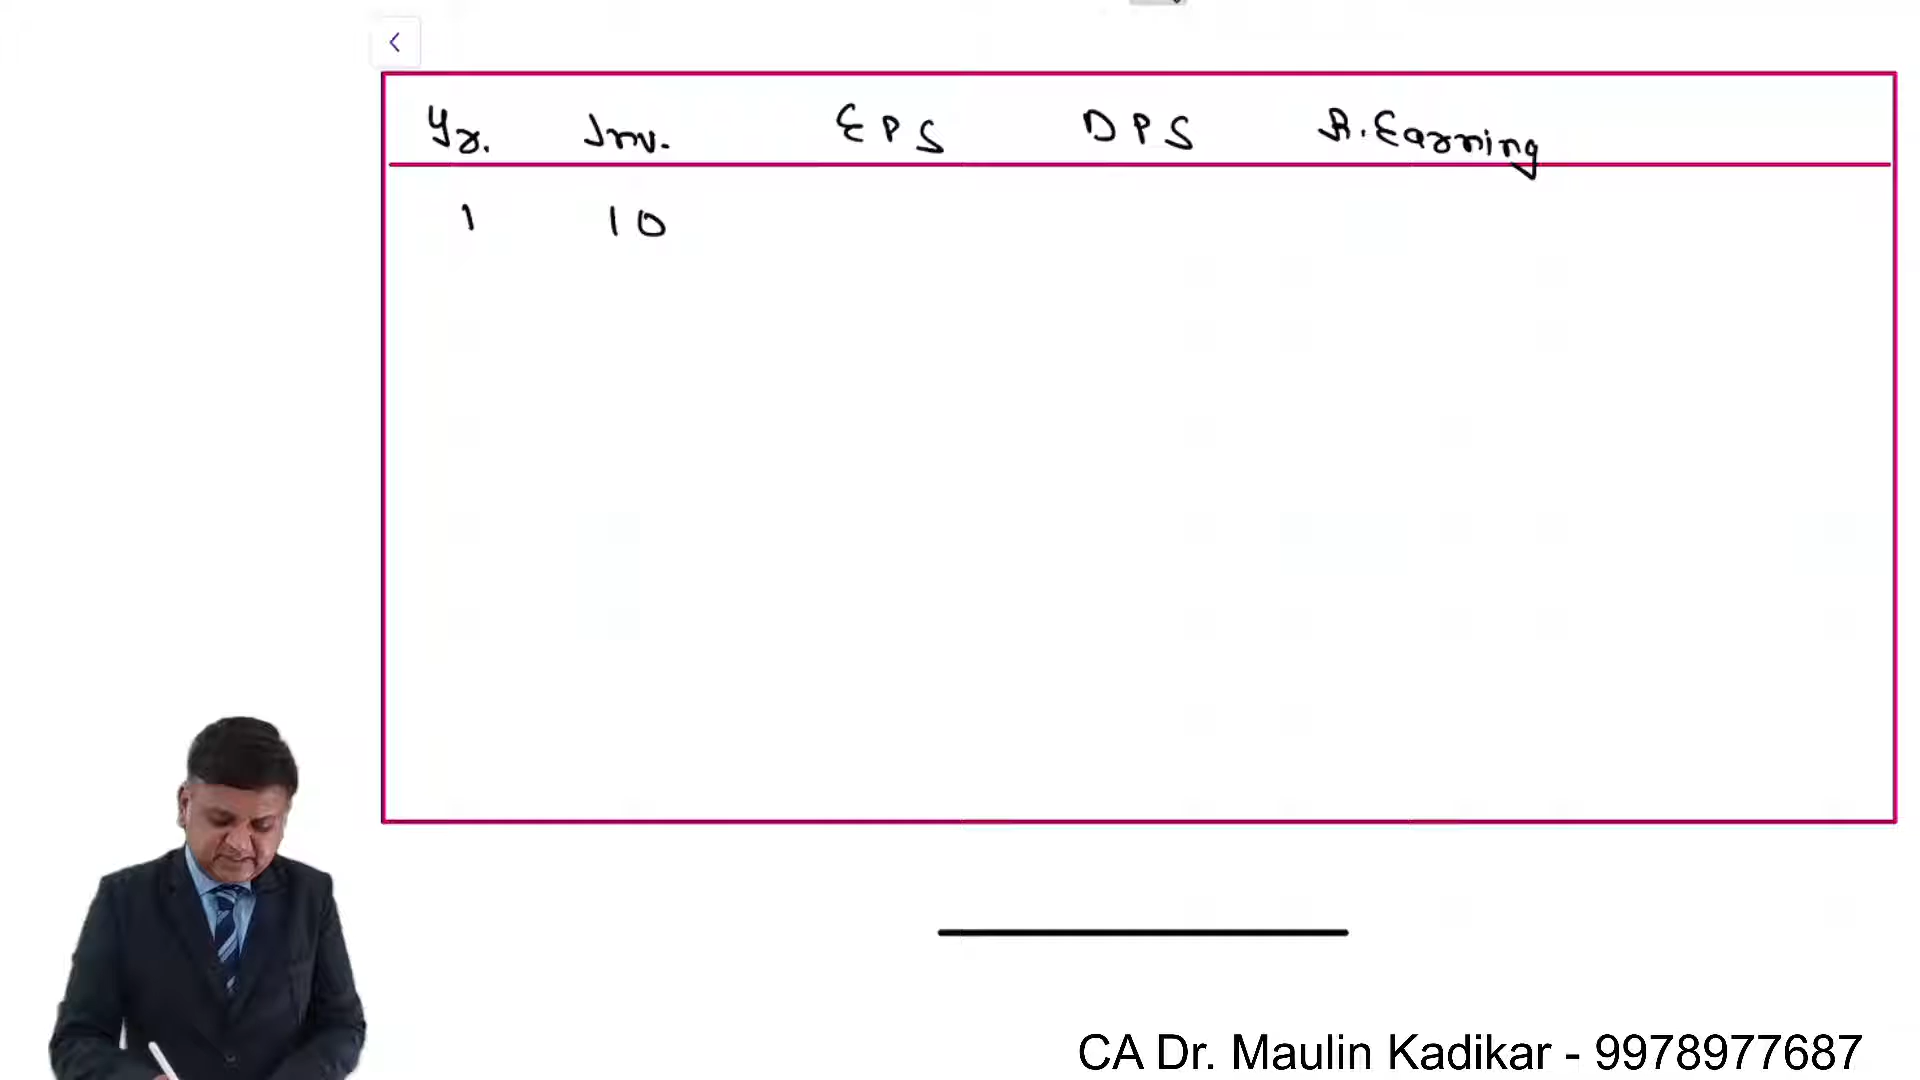 Yr. Inv. EPS DPS R. Earning
1 10
CA Dr. Maulin Kadikar - 9978977687